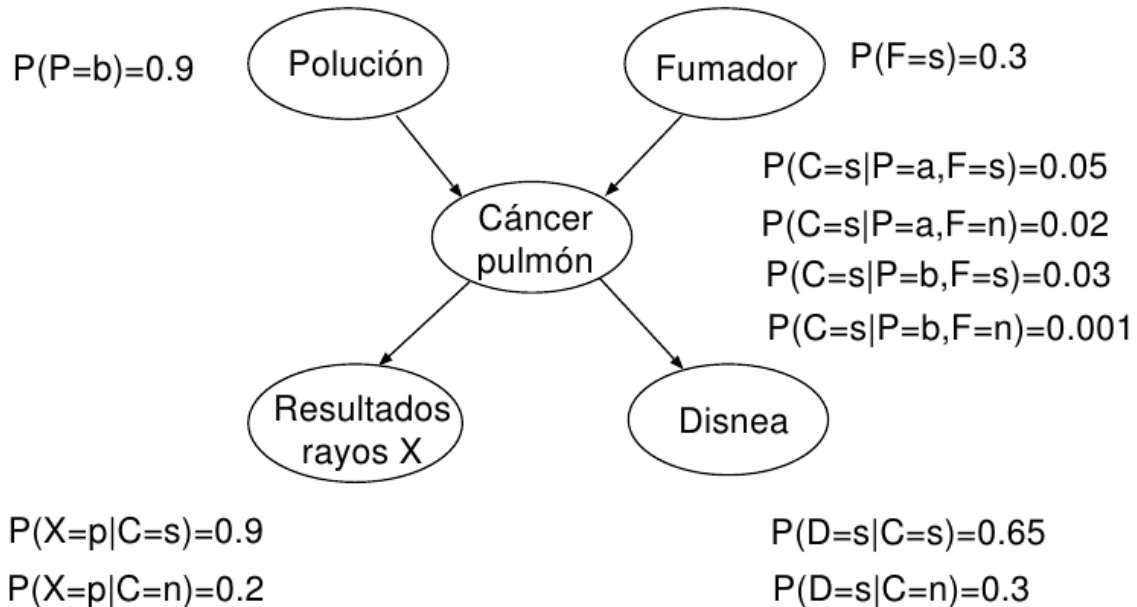 P(P=b)=0.9
Polución
Fumador
P(F=s)=0.3
P(C=s|P=a,F=s)=0.05
P(C=s|P=a,F=n)=0.02
P(C=s|P=b,F=s)=0.03
P(C=s|P=b,F=n)=0.001
Cáncer
pulmón
Resultados
rayos X
Disnea
P(X=p|C=s)=0.9
P(X=p|C=n)=0.2
P(D=s|C=s)=0.65
P(D=s|C=n)=0.3